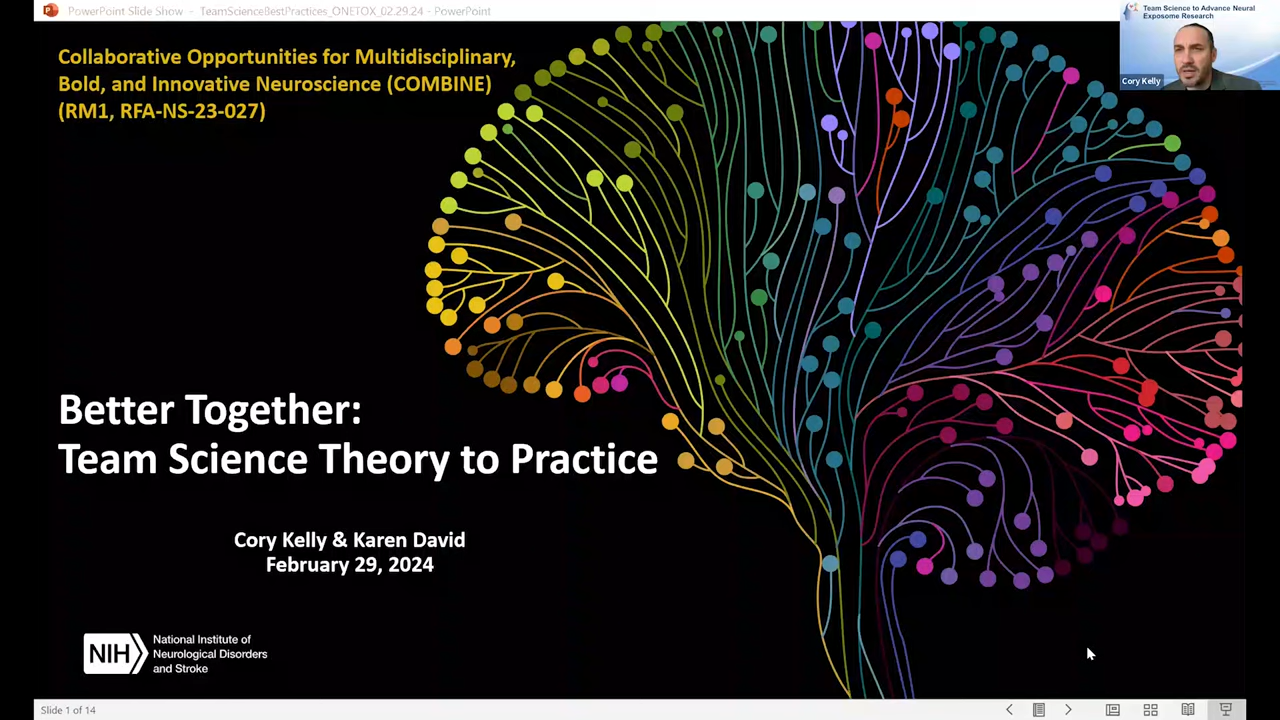 PowerPoint Slide Show - TeamScienceBestPractices_ONETOX_02.29.24 - PowerPoint
Team Science to Advance Neural
Exposome Research
Cory Kelly
Collaborative Opportunities for Multidisciplinary,
Bold, and Innovative Neuroscience (COMBINE)
(RM1, RFA-NS-23-027)
Better Together:
Team Science Theory to Practice
Cory Kelly & Karen David
February 29, 2024
NIH
National Institute of
Neurological Disorders
and Stroke
Slide 1 of 14